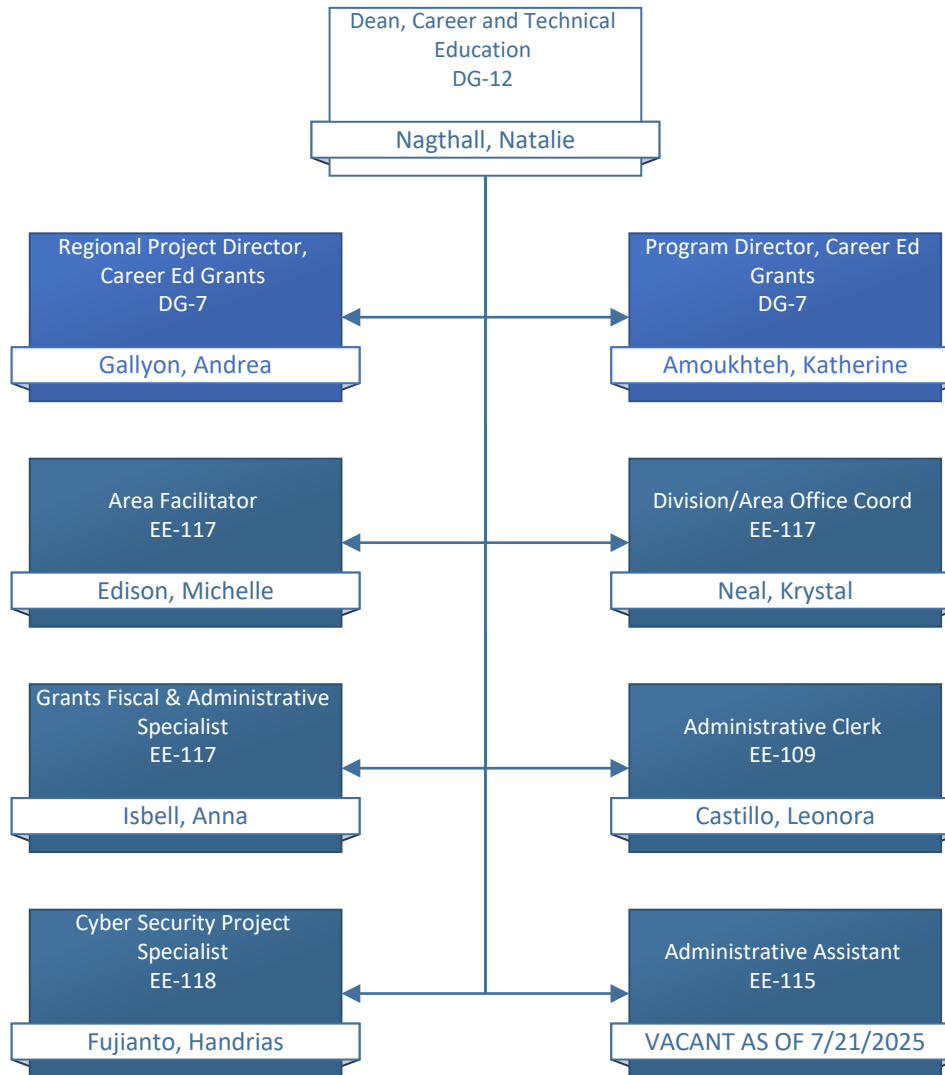 Dean, Career and Technical
Education
DG-12
Nagthall, Natalie
Regional Project Director,
Career Ed Grants
DG-7
Gallyon, Andrea
Program Director, Career Ed
Grants
DG-7
Amoukhteh, Katherine
Area Facilitator
EE-117
Edison, Michelle
Division/Area Office Coord
EE-117
Neal, Krystal
Grants Fiscal & Administrative
Specialist
EE-117
Isbell, Anna
Administrative Clerk
EE-109
Castillo, Leonora
Cyber Security Project
Specialist
EE-118
Fujianto, Handrias
Administrative Assistant
EE-115
VACANT AS OF 7/21/2025